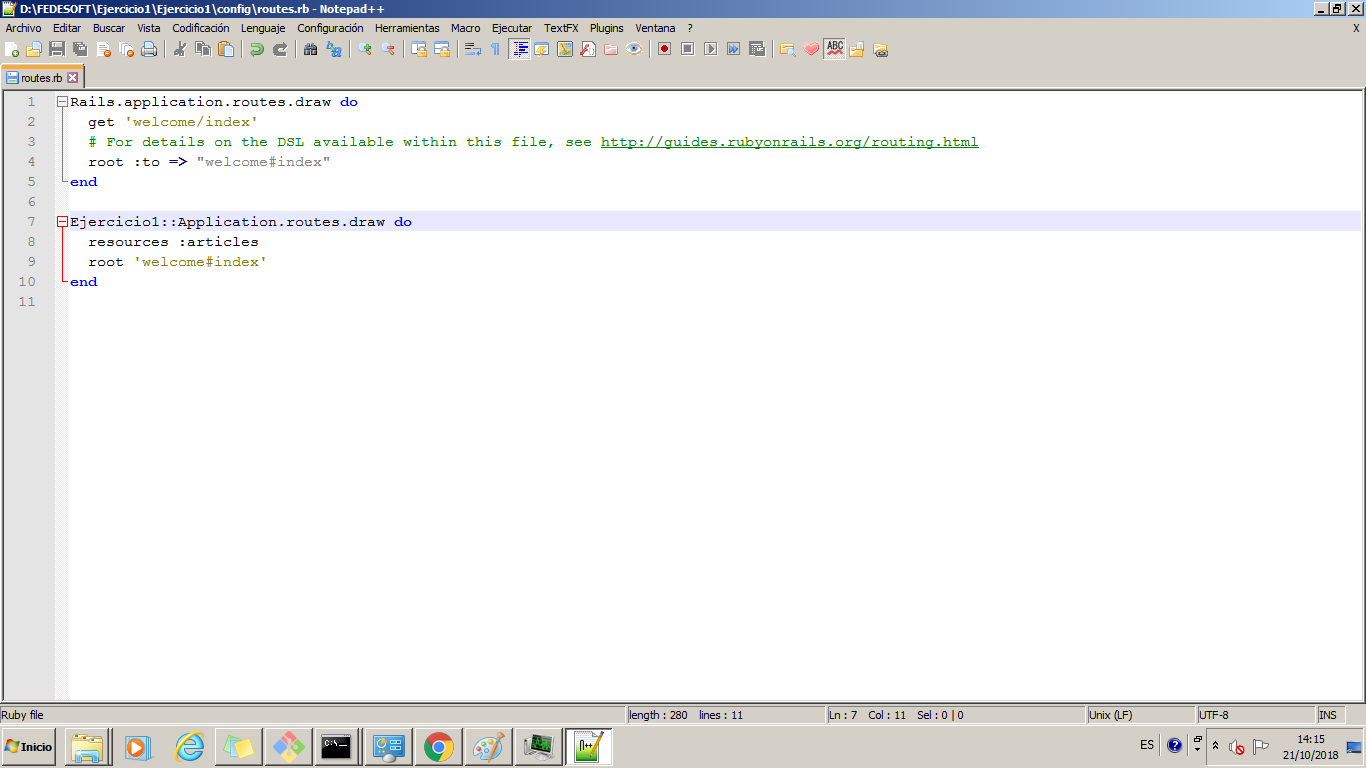 D:\FEDESOFT\Ejercicio1\Ejercicio1\config\routes.rb - Notepad++
Archivo Editar Buscar Vista Codificación Lenguaje Configuración Herramientas Macro Ejecutar TextFX Plugins Ventana ? X
routes.rb
1 Rails.application.routes.draw do
2 get 'welcome/index'
3 # For details on the DSL available within this file, see http://guides.rubyonrails.org/routing.html
4 root :to => "welcome#index"
5 end
6
7 Ejercicio1::Application.routes.draw do
8 resources :articles
9 root 'welcome#index'
10 end
11
Ruby file length : 280 lines : 11 Ln : 7 Col : 11 Sel : 0 | 0 Unix (LF) UTF-8 INS
Inicio ES 14:15
21/10/2018